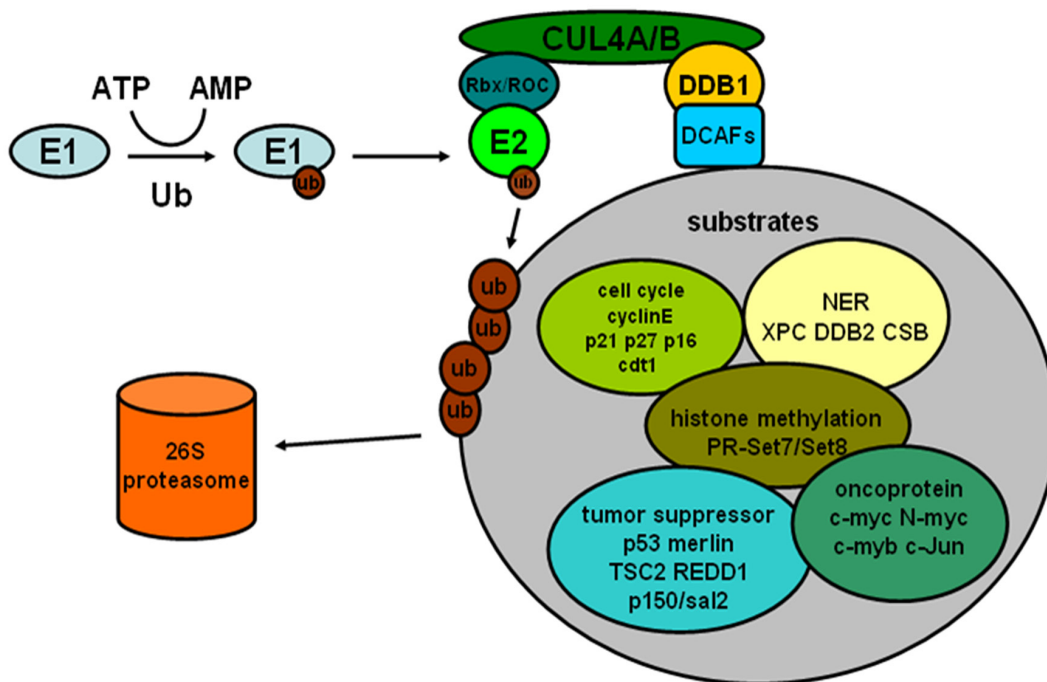 CUL4A/B
Rbx/ROC
DDB1
ATP AMP
E1
E1
E2
DCAFs
Ub
ub
ub
substrates
ub
ub
ub
ub
cell cycle
cyclinE
p21 p27 p16
cdt1
NER
XPC DDB2 CSB
histone methylation
PR-Set7/Set8
26S
proteasome
tumor suppressor
p53 merlin
TSC2 REDD1
p150/sal2
oncoprotein
c-myc N-myc
c-myb c-Jun